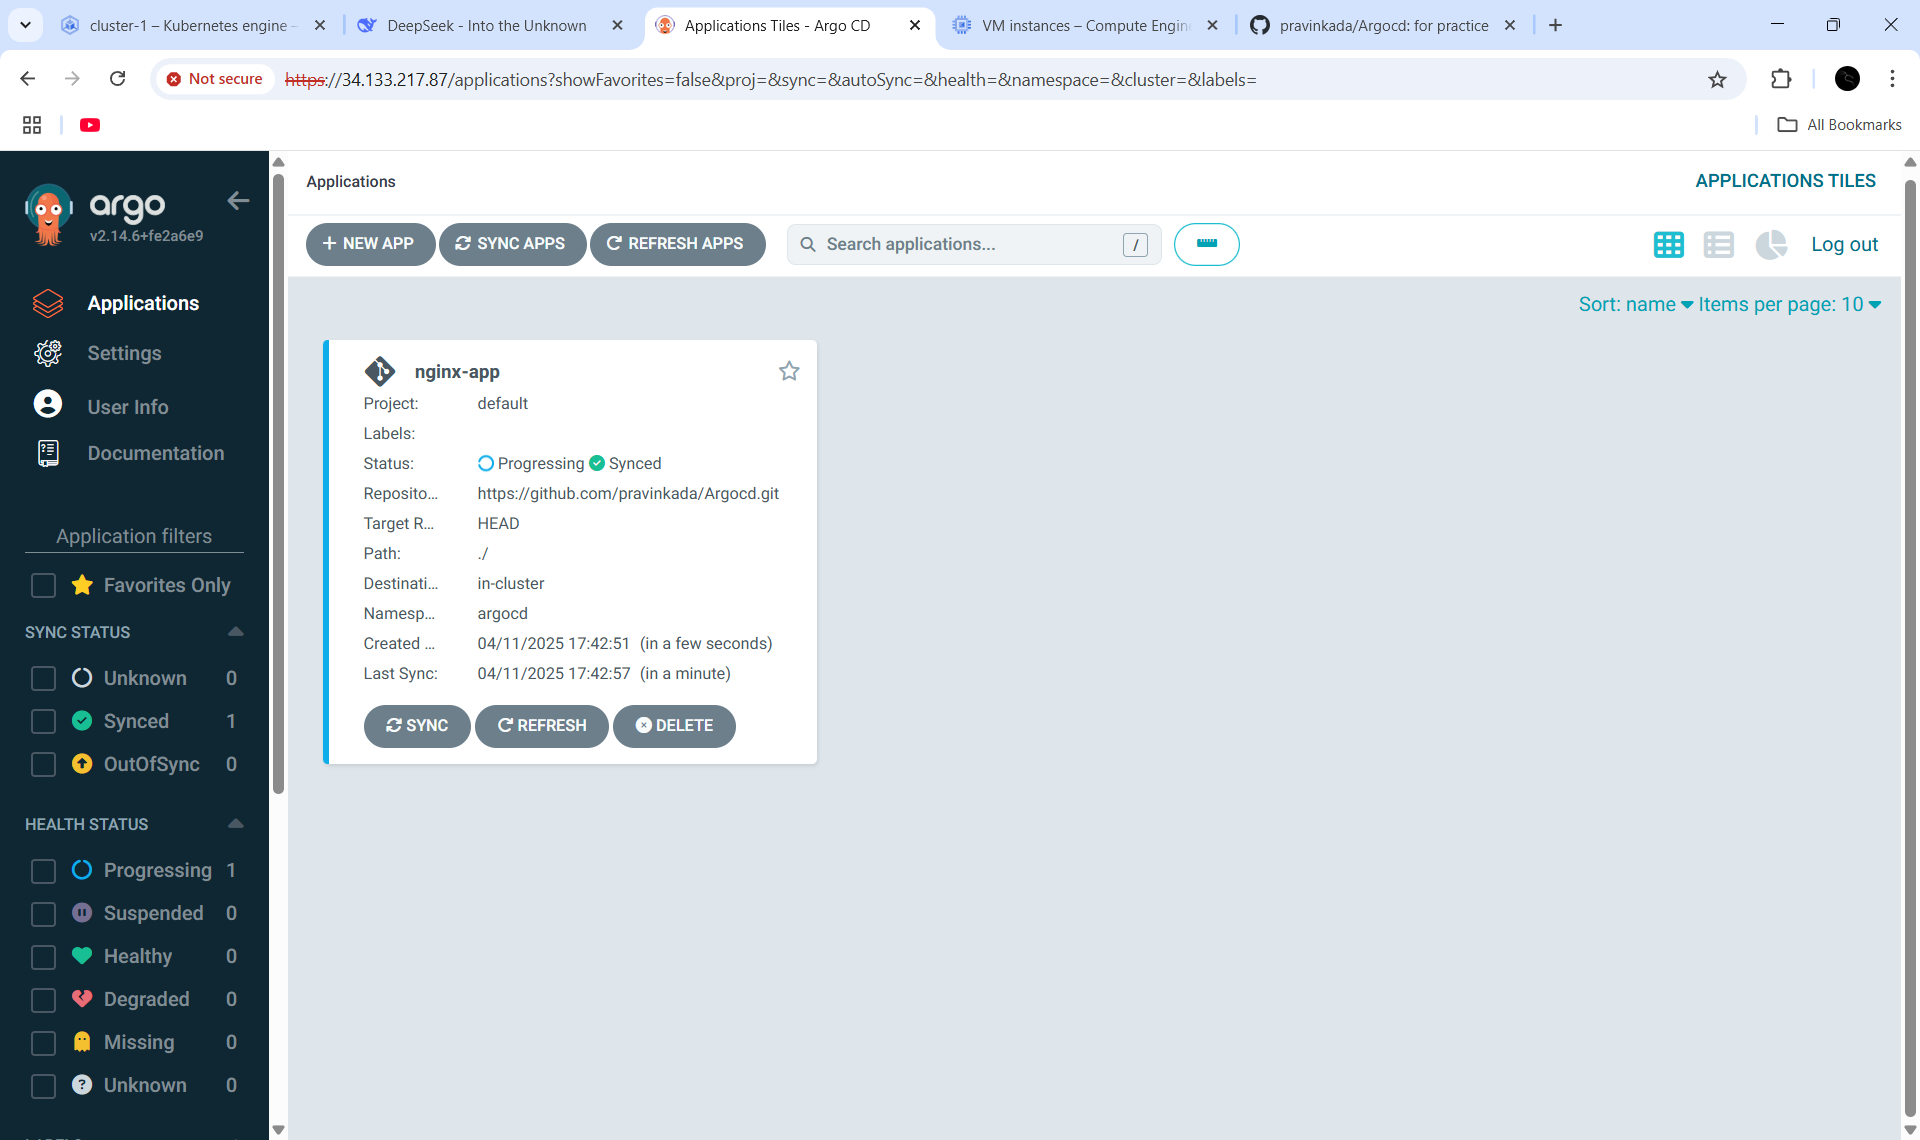 cluster-1 – Kubernetes engine –
DeepSeek - Into the Unknown
Applications Tiles - Argo CD
VM instances – Compute Engin
pravinkada/Argocd: for practice
Not secure
https://34.133.217.87/applications?showFavorites=false&proj=&sync=&autoSync=&health=&namespace=&cluster=&labels=
All Bookmarks
argo
v2.14.6+fe2a6e9
Applications
Settings
User Info
Documentation
Application filters
Favorites Only
SYNC STATUS
Unknown 0
Synced 1
OutOfSync 0
HEALTH STATUS
Progressing 1
Suspended 0
Healthy 0
Degraded 0
Missing 0
Unknown 0
Applications
APPLICATIONS TILES
NEW APP
SYNC APPS
REFRESH APPS
Search applications...
/
Log out
Sort: name Items per page: 10
nginx-app
Project: default
Labels:
Status: Progressing Synced
Reposito... https://github.com/pravinkada/Argocd.git
Target R... HEAD
Path: ./
Destinati... in-cluster
Namesp... argocd
Created ... 04/11/2025 17:42:51 (in a few seconds)
Last Sync: 04/11/2025 17:42:57 (in a minute)
SYNC
REFRESH
DELETE